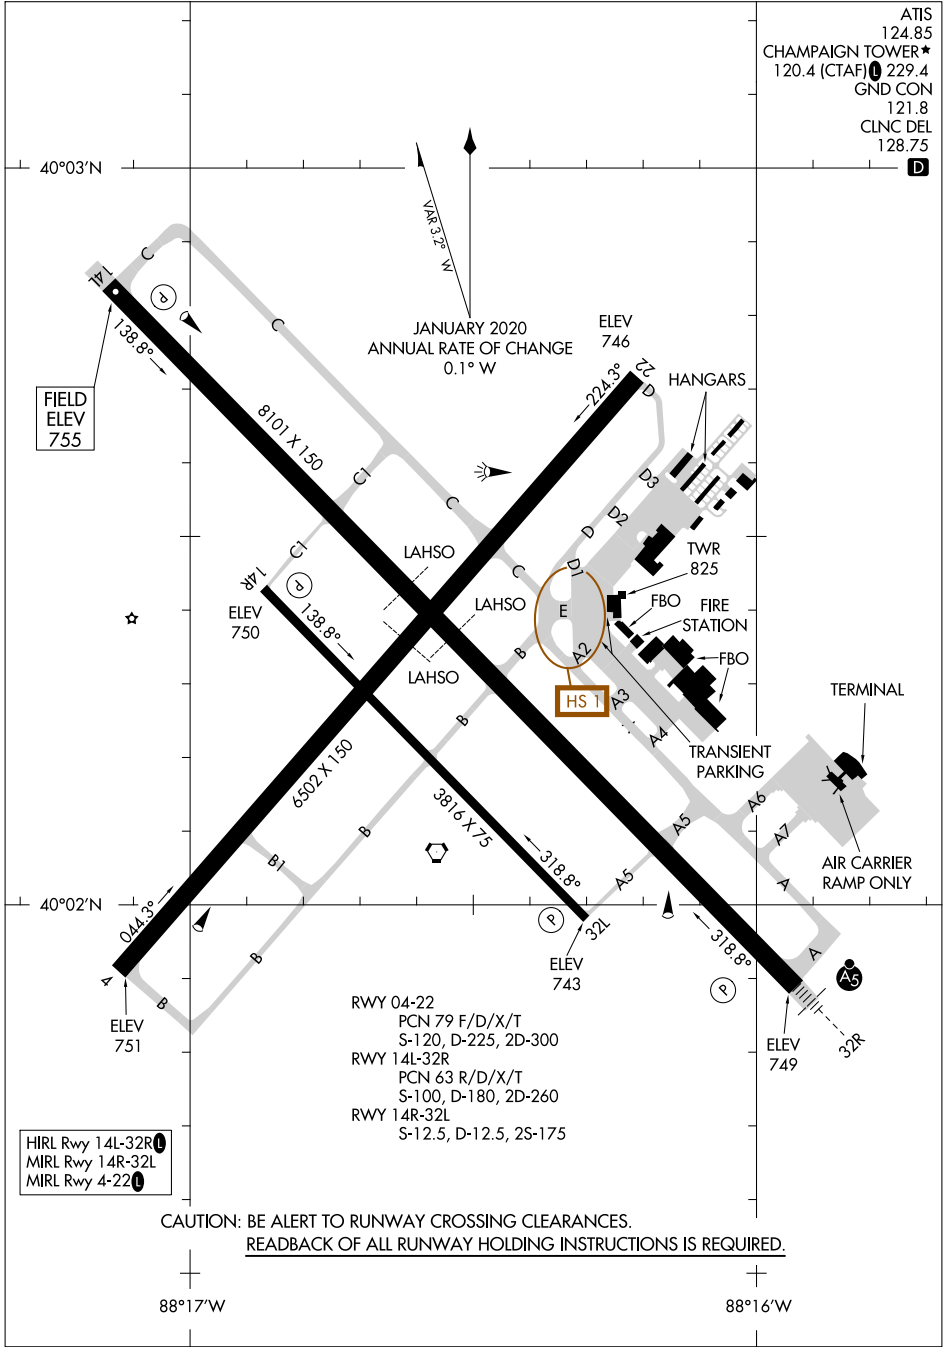 ATIS
124.85
CHAMPAIGN TOWER★
120.4 (CTAF) L 229.4
GND CON
121.8
CLNC DEL
128.75
D
40°03'N
VAR 3.2° W
JANUARY 2020
ANNUAL RATE OF CHANGE
0.1° W
C
14L
P
138.8°
C
ELEV
746
22
224.3°
D
HANGARS
FIELD
ELEV
755
8101 X 150
C1
C
D3
D2
D
C1
LAHSO
C
D1
TWR
825
14R
P
ELEV
750
138.8°
LAHSO
E
FBO
FIRE
STATION
B
A2
FBO
LAHSO
HS 1
A3
A4
TERMINAL
B
TRANSIENT
PARKING
6502 X 150
3816 X 75
A6
A7
B
A5
B1
318.8°
A5
A
AIR CARRIER
RAMP ONLY
40°02'N
044.3°
P
32L
318.8°
A
B
4
B
ELEV
743
P
A5
ELEV
751
ELEV
749
32R
RWY 04-22
PCN 79 F/D/X/T
S-120, D-225, 2D-300
RWY 14L-32R
PCN 63 R/D/X/T
S-100, D-180, 2D-260
RWY 14R-32L
S-12.5, D-12.5, 2S-175
HIRL Rwy 14L-32R L
MIRL Rwy 14R-32L
MIRL Rwy 4-22 L
CAUTION: BE ALERT TO RUNWAY CROSSING CLEARANCES.
READBACK OF ALL RUNWAY HOLDING INSTRUCTIONS IS REQUIRED.
88°17'W
88°16'W